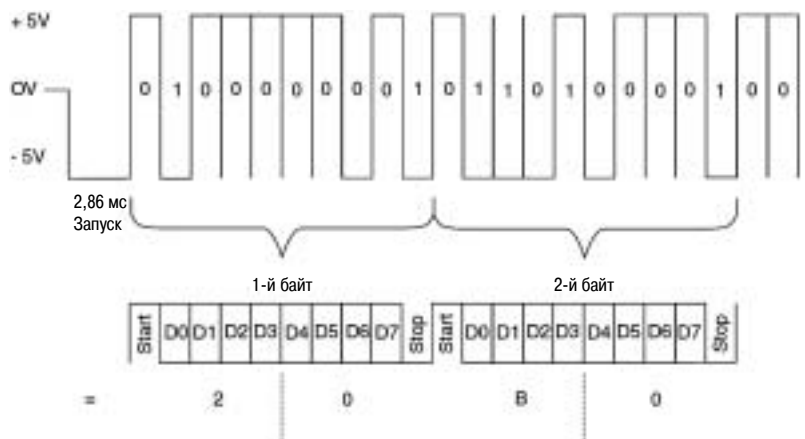 + 5V
0V
0 1 0 0 0 0 0 0 0 1 0 1 1 0 1 0 0 0 0 1 0 0
- 5V
2,86 мс
Запуск
1-й байт
2-й байт
Start D0 D1 D2 D3 D4 D5 D6 D7 Stop Start D0 D1 D2 D3 D4 D5 D6 D7 Stop
= 2 0 B 0